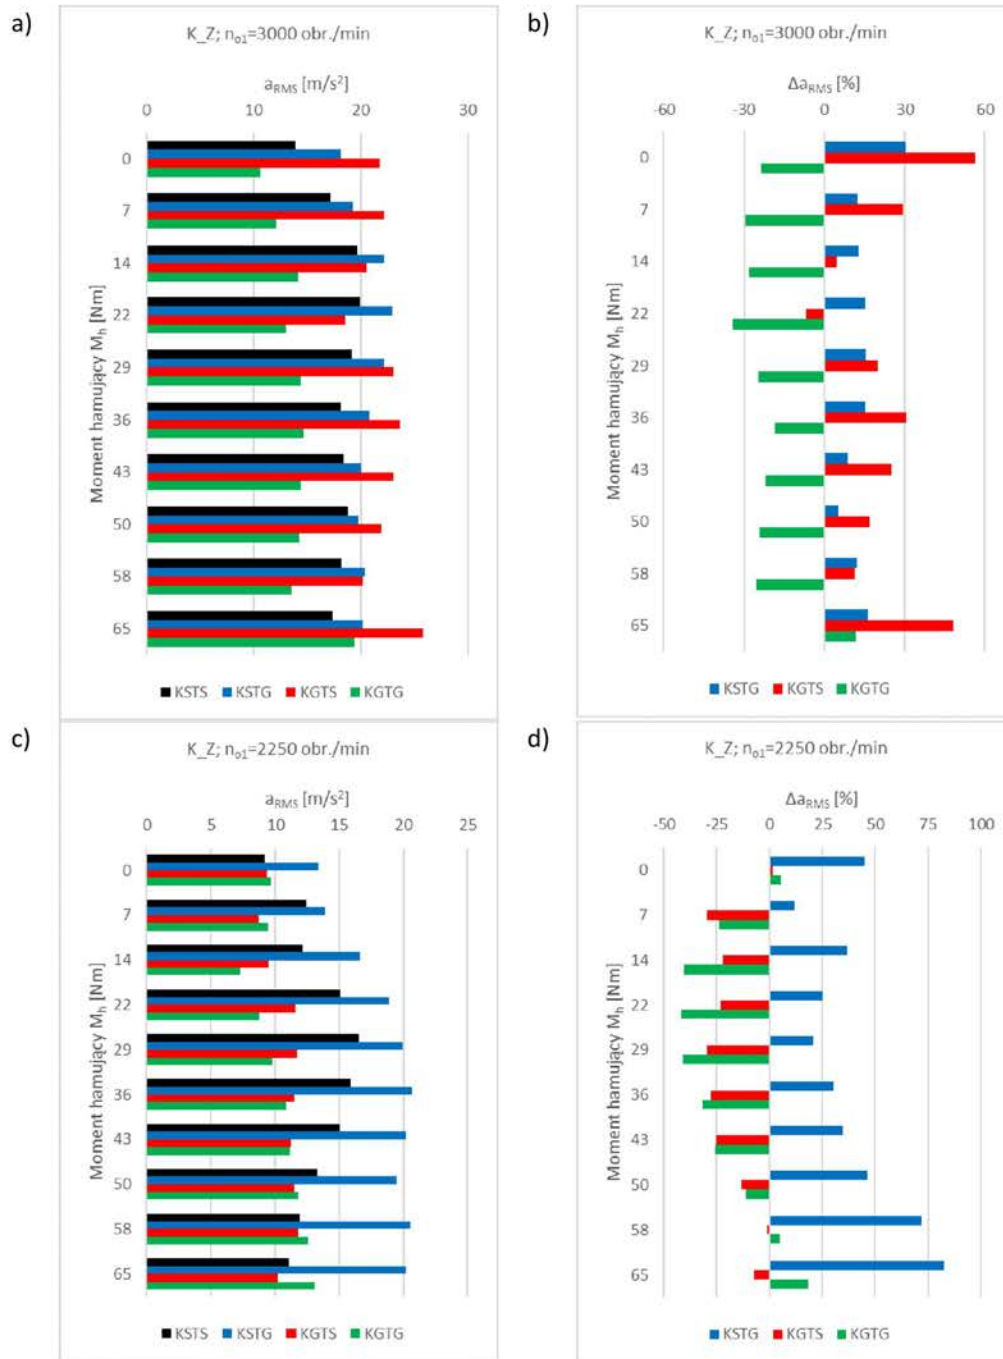 a)
K_Z; nₒ₁=3000 obr./min
aRMS [m/s²]
0 10 20 30
Moment hamujący Mₕ [Nm]
0
7
14
22
29
36
43
50
58
65
KSTS KSTG KGTS KGTG
b)
K_Z; nₒ₁=3000 obr./min
ΔaRMS [%]
-60 -30 0 30 60
Moment hamujący Mₕ [Nm]
0
7
14
22
29
36
43
50
58
65
KSTG KGTS KGTG
c)
K_Z; nₒ₁=2250 obr./min
aRMS [m/s²]
0 5 10 15 20 25
Moment hamujący Mₕ [Nm]
0
7
14
22
29
36
43
50
58
65
KSTS KSTG KGTS KGTG
d)
K_Z; nₒ₁=2250 obr./min
ΔaRMS [%]
-50 -25 0 25 50 75 100
Moment hamujący Mₕ [Nm]
0
7
14
22
29
36
43
50
58
65
KSTG KGTS KGTG